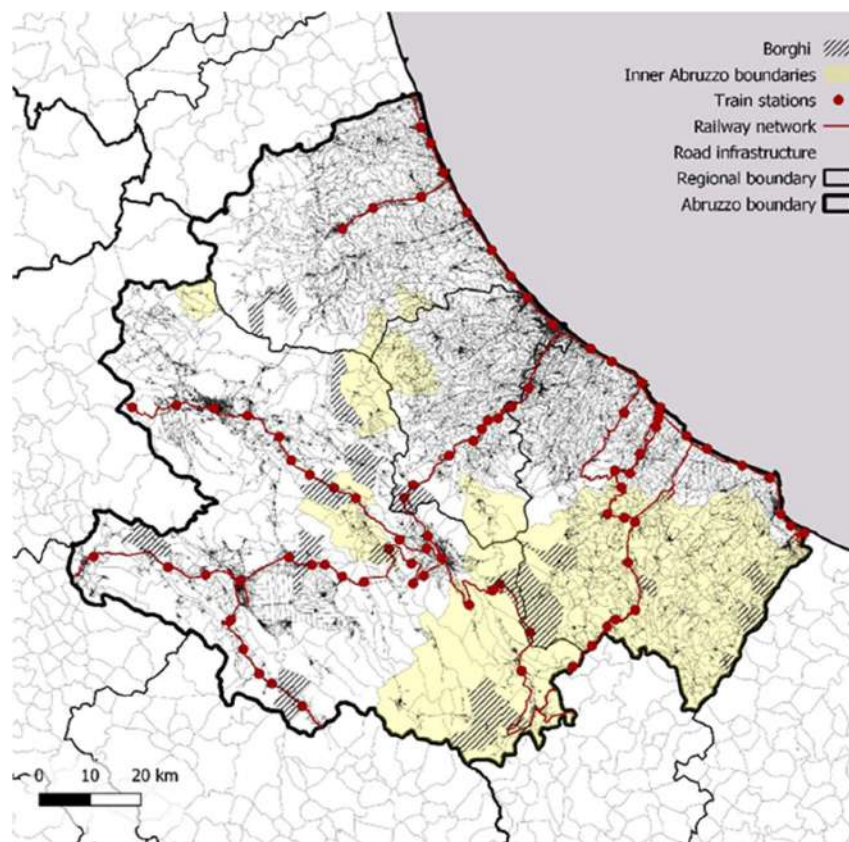 Borghi
Inner Abruzzo boundaries
Train stations
Railway network
Road infrastructure
Regional boundary
Abruzzo boundary
0 10 20 km